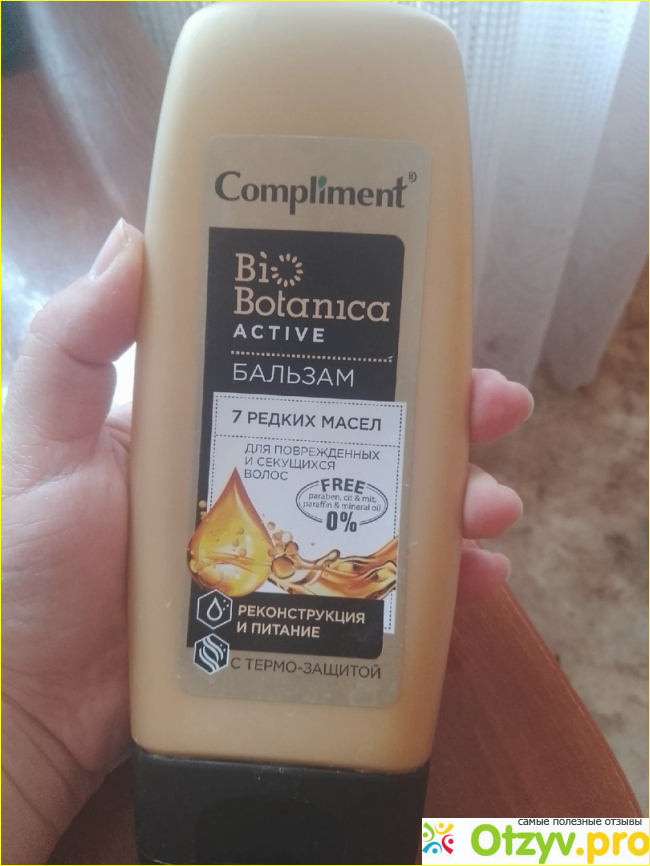 Compliment®
Bio
Botanica
ACTIVE
БАЛЬЗАМ
7 РЕДКИХ МАСЕЛ
ДЛЯ ПОВРЕЖДЕННЫХ
И СЕКУЩИХСЯ
ВОЛОС
FREE
paraben, cit & mit,
paraffin & mineral oil
0%
РЕКОНСТРУКЦИЯ
И ПИТАНИЕ
С ТЕРМО-ЗАЩИТОЙ
самые полезные отзывы
Otzyv.pro